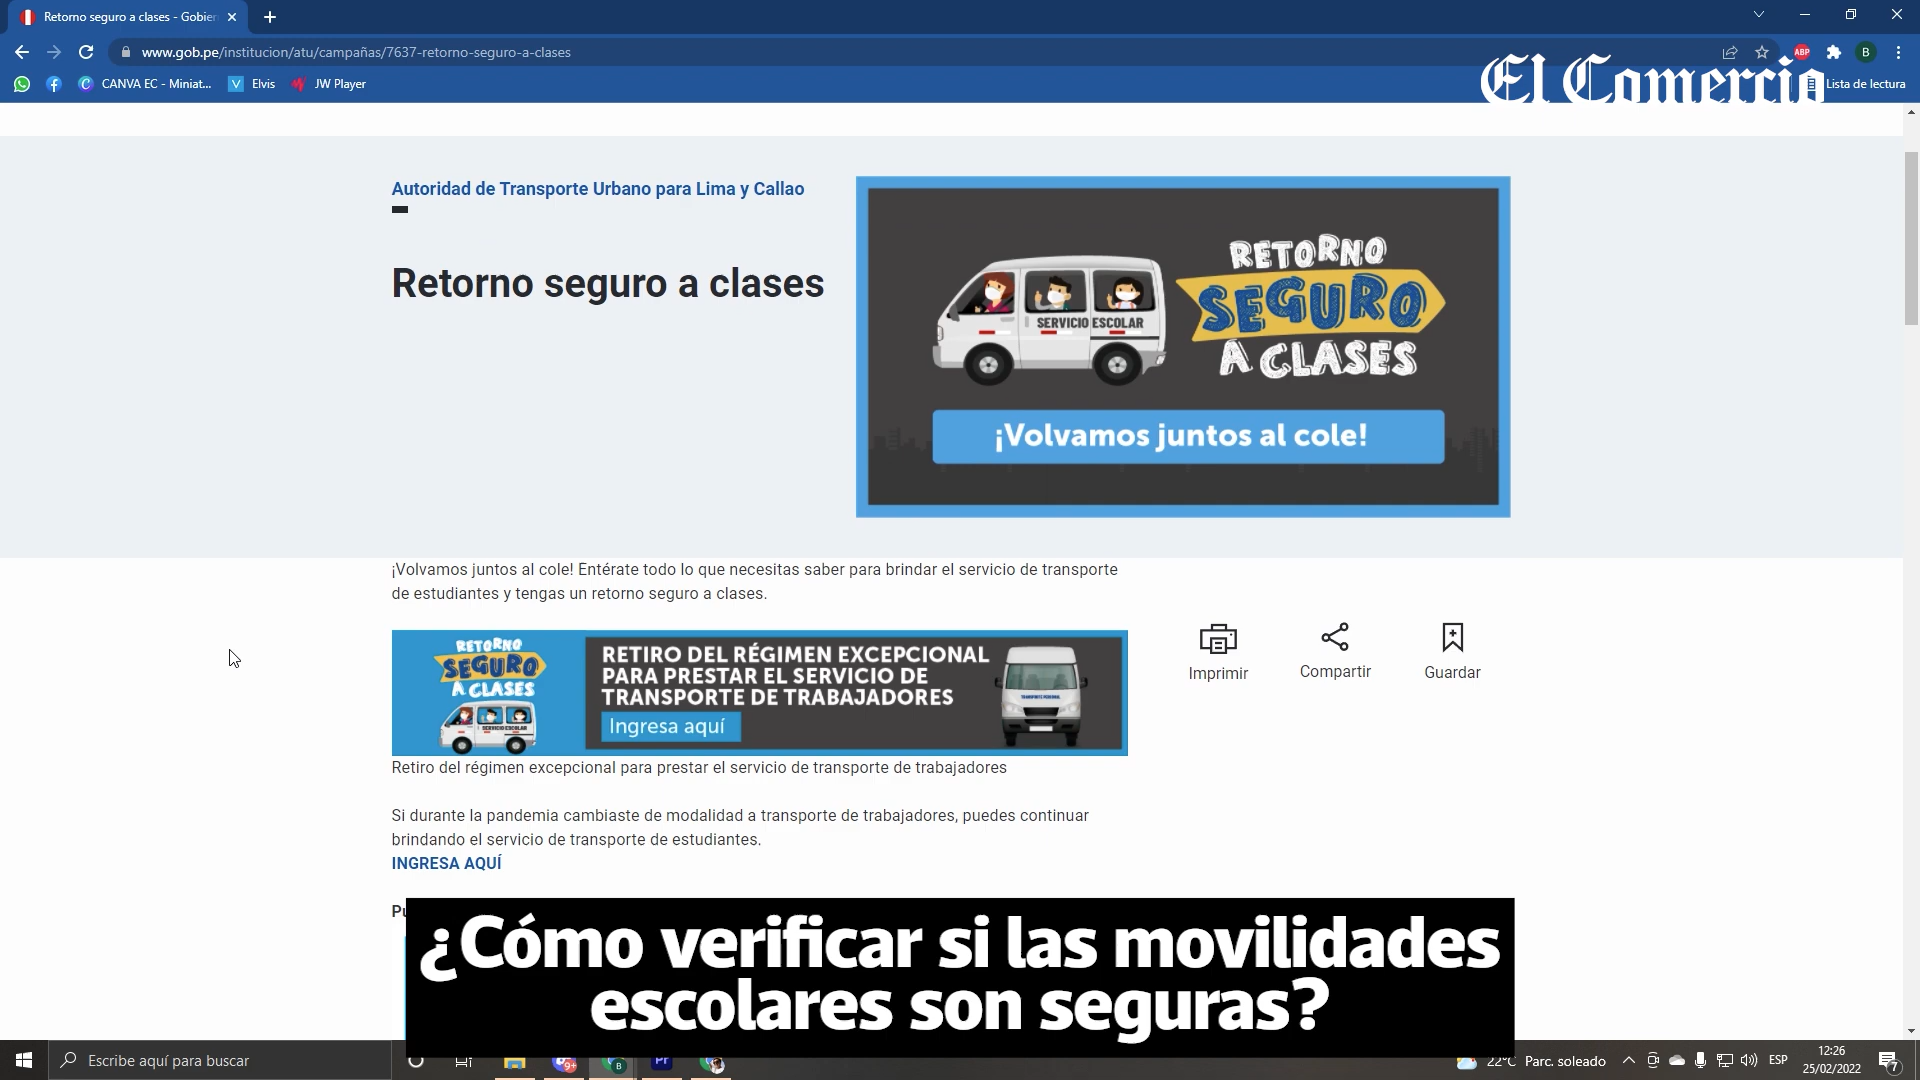 Retorno seguro a clases - Gobier
www.gob.pe/institucion/atu/campañas/7637-retorno-seguro-a-clases
ABP
B
CANVA EC - Miniat...
Elvis
JW Player
El Comercio
Lista de lectura
Autoridad de Transporte Urbano para Lima y Callao
Retorno seguro a clases
SERVICIO ESCOLAR
RETORNO
SEGURO
A CLASES
¡Volvamos juntos al cole!
¡Volvamos juntos al cole! Entérate todo lo que necesitas saber para brindar el servicio de transporte
de estudiantes y tengas un retorno seguro a clases.
RETORNO
SEGURO
A CLASES
SERVICIO ESCOLAR
RETIRO DEL RÉGIMEN EXCEPCIONAL
PARA PRESTAR EL SERVICIO DE
TRANSPORTE DE TRABAJADORES
Ingresa aquí
Imprimir
Compartir
Guardar
Retiro del régimen excepcional para prestar el servicio de transporte de trabajadores
Si durante la pandemia cambiaste de modalidad a transporte de trabajadores, puedes continuar
brindando el servicio de transporte de estudiantes.
INGRESA AQUÍ
¿Cómo verificar si las movilidades
escolares son seguras?
Escribe aquí para buscar
9+
B
Pr
22°C Parc. soleado
ESP
12:26
25/02/2022
7